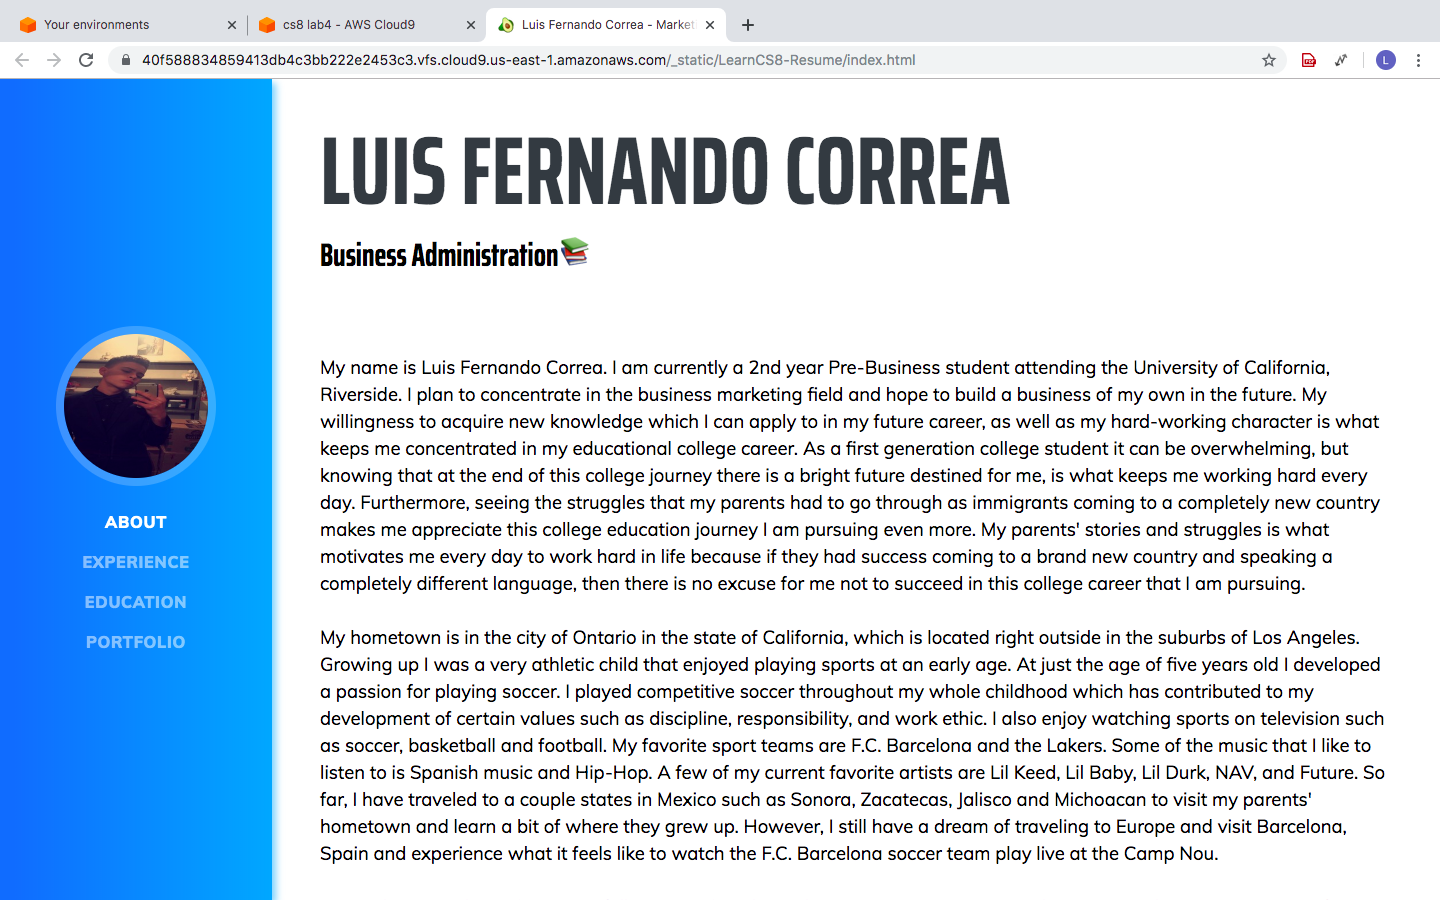 Your environments
cs8 lab4 - AWS Cloud9
Luis Fernando Correa - Market
40f588834859413db4c3bb222e2453c3.vfs.cloud9.us-east-1.amazonaws.com/_static/LearnCS8-Resume/index.html
L
LUIS FERNANDO CORREA
Business Administration
ABOUT
EXPERIENCE
EDUCATION
PORTFOLIO
My name is Luis Fernando Correa. I am currently a 2nd year Pre-Business student attending the University of California,
Riverside. I plan to concentrate in the business marketing field and hope to build a business of my own in the future. My
willingness to acquire new knowledge which I can apply to in my future career, as well as my hard-working character is what
keeps me concentrated in my educational college career. As a first generation college student it can be overwhelming, but
knowing that at the end of this college journey there is a bright future destined for me, is what keeps me working hard every
day. Furthermore, seeing the struggles that my parents had to go through as immigrants coming to a completely new country
makes me appreciate this college education journey I am pursuing even more. My parents' stories and struggles is what
motivates me every day to work hard in life because if they had success coming to a brand new country and speaking a
completely different language, then there is no excuse for me not to succeed in this college career that I am pursuing.
My hometown is in the city of Ontario in the state of California, which is located right outside in the suburbs of Los Angeles.
Growing up I was a very athletic child that enjoyed playing sports at an early age. At just the age of five years old I developed
a passion for playing soccer. I played competitive soccer throughout my whole childhood which has contributed to my
development of certain values such as discipline, responsibility, and work ethic. I also enjoy watching sports on television such
as soccer, basketball and football. My favorite sport teams are F.C. Barcelona and the Lakers. Some of the music that I like to
listen to is Spanish music and Hip-Hop. A few of my current favorite artists are Lil Keed, Lil Baby, Lil Durk, NAV, and Future. So
far, I have traveled to a couple states in Mexico such as Sonora, Zacatecas, Jalisco and Michoacan to visit my parents'
hometown and learn a bit of where they grew up. However, I still have a dream of traveling to Europe and visit Barcelona,
Spain and experience what it feels like to watch the F.C. Barcelona soccer team play live at the Camp Nou.